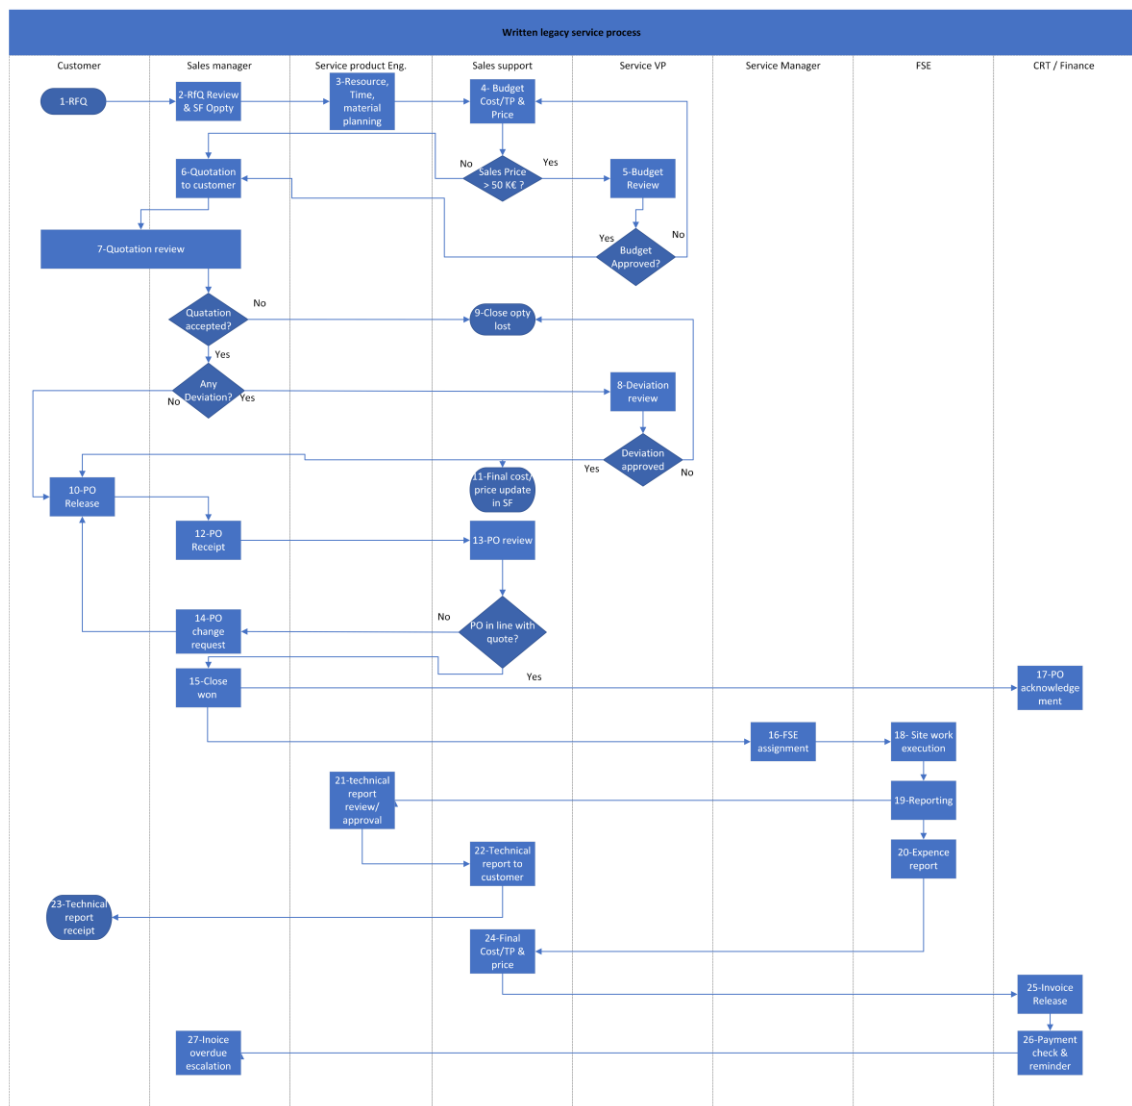 Written legacy service process
Customer
Sales manager
Service product Eng.
Sales support
Service VP
Service Manager
FSE
CRT / Finance
1-RFQ
2-RfQ Review
& SF Oppty
3-Resource,
Time,
material
planning
4- Budget
Cost/TP &
Price
No
Sales Price
> 50 K€ ?
Yes
5-Budget
Review
6-Quotation
to customer
Yes
Budget
Approved?
No
7-Quotation review
Quatation
accepted?
No
9-Close opty
lost
Yes
Any
Deviation?
No
Yes
8-Deviation
review
Deviation
approved
Yes
No
10-PO
Release
11-Final cost/
price update
in SF
12-PO
Receipt
13-PO review
14-PO
change
request
No
PO in line with
quote?
Yes
15-Close
won
17-PO
acknowledge
ment
16-FSE
assignment
18- Site work
execution
21-technical
report
review/
approval
19-Reporting
22-Technical
report to
customer
20-Expence
report
23-Technical
report
receipt
24-Final
Cost/TP &
price
25-Invoice
Release
27-Inoice
overdue
escalation
26-Payment
check &
reminder